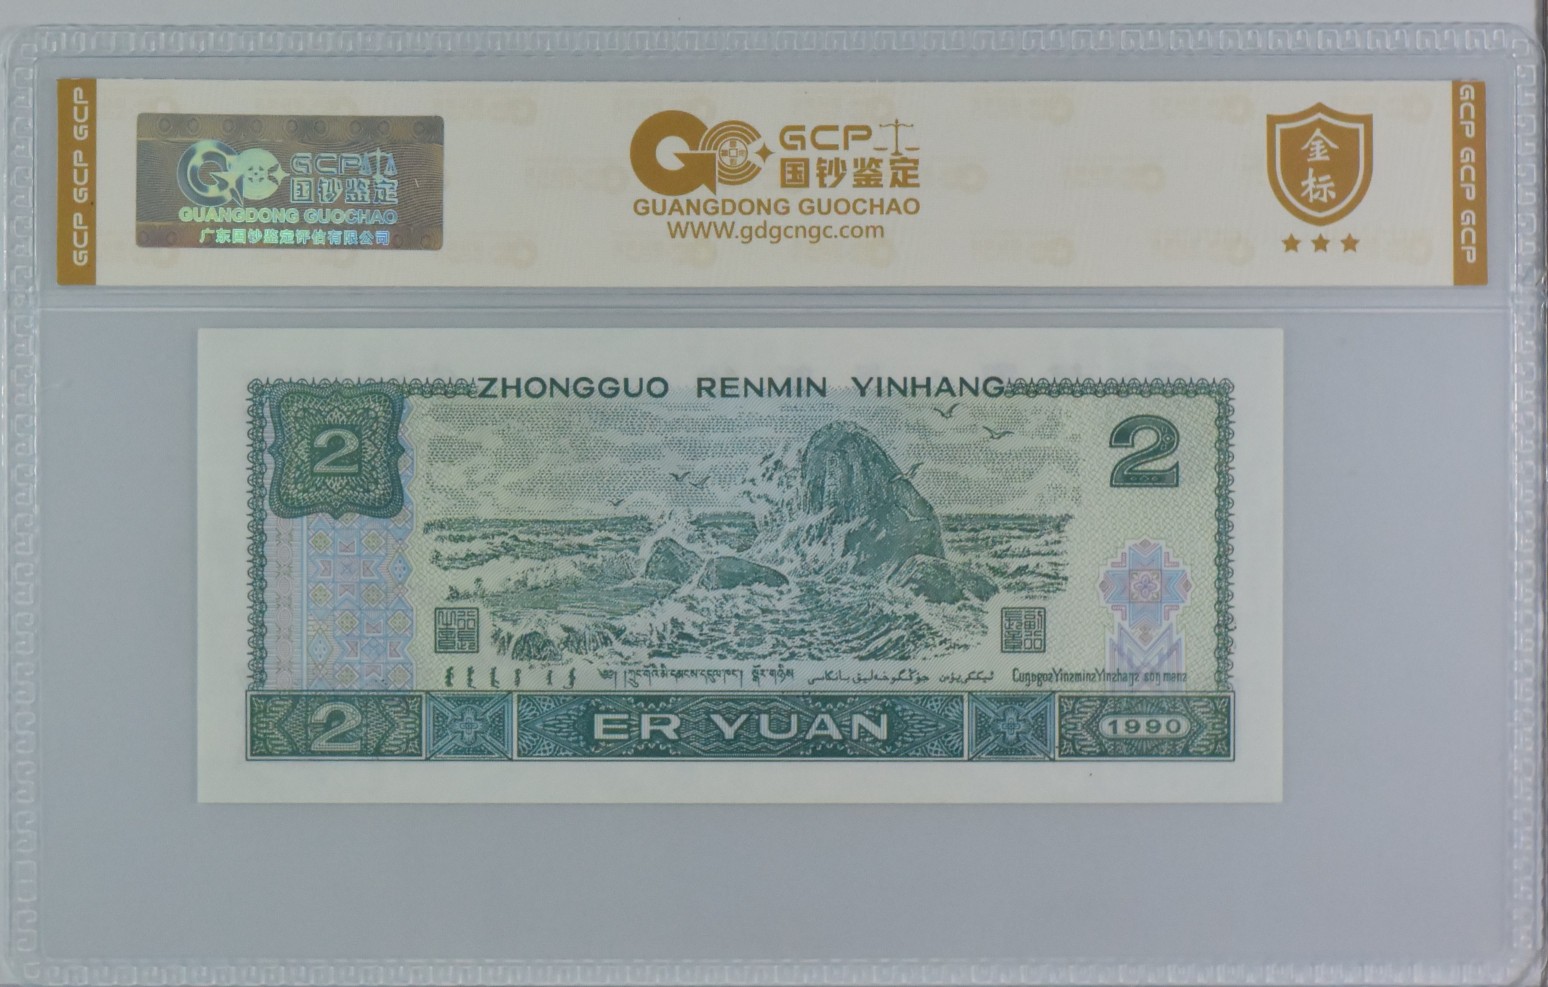 GCP GCP GCP
GCP
国钞鉴定
GUANGDONG GUOCHAO
广东国钞鉴定评估有限公司
GCP
国钞鉴定
GUANGDONG GUOCHAO
WWW.gdgcngc.com
金
标
GCP GCP GCP
ZHONGGUO RENMIN YINHANG
2
2
2
ER YUAN
1990